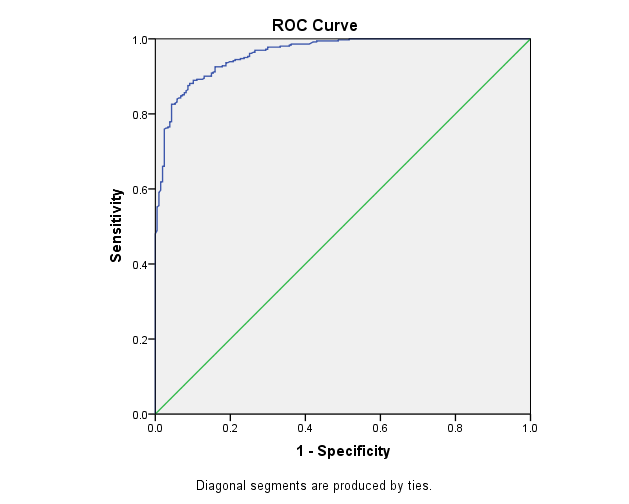 ROC Curve
1.0
0.8
0.6
0.4
0.2
0.0
Sensitivity
0.0 0.2 0.4 0.6 0.8 1.0
1 - Specificity
Diagonal segments are produced by ties.